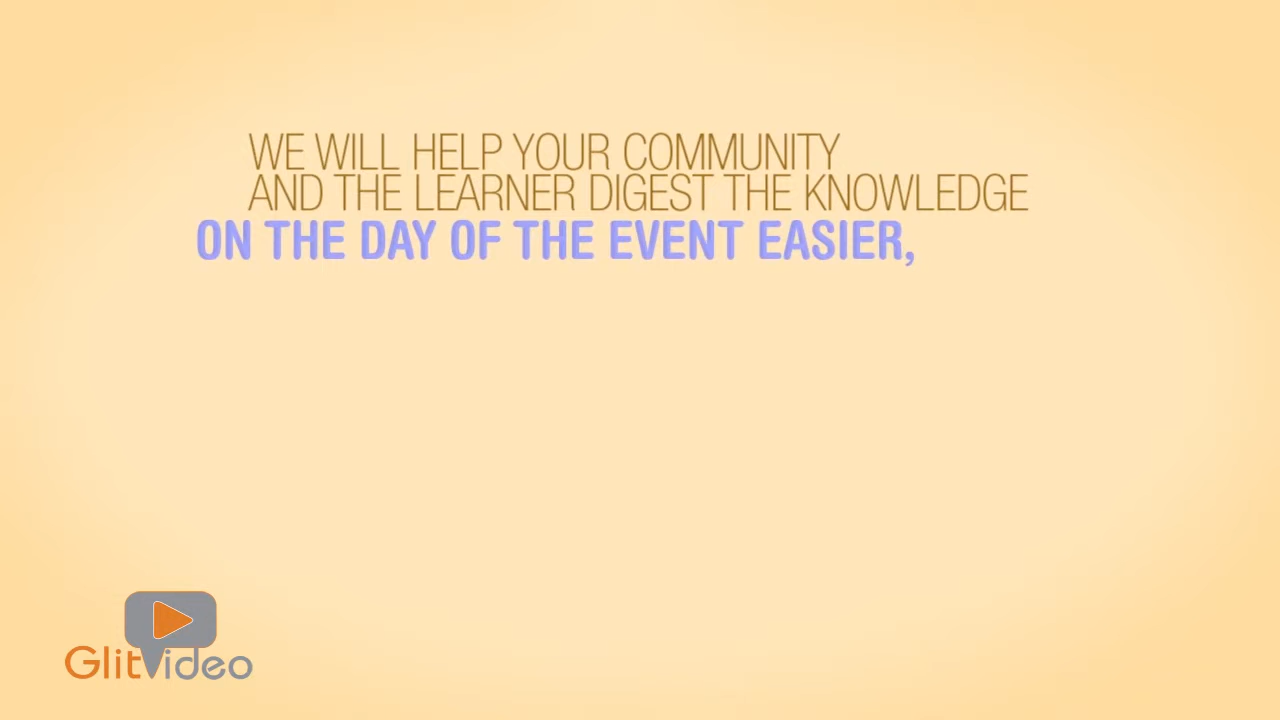 WE WILL HELP YOUR COMMUNITY
AND THE LEARNER DIGEST THE KNOWLEDGE
ON THE DAY OF THE EVENT EASIER,
GlitVideo